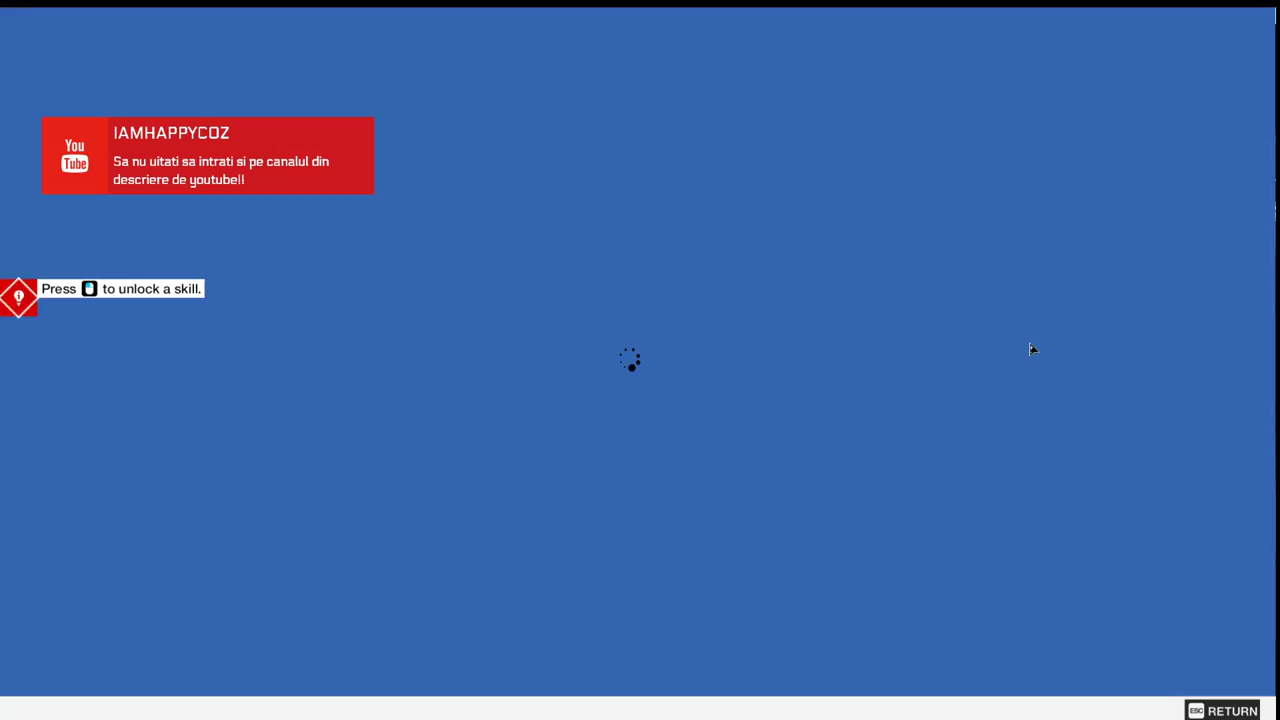 You
Tube
IAMHAPPYCOZ
Sa nu uitati sa intrati si pe canalul din
descriere de youtube!!
Press to unlock a skill.
ESC RETURN